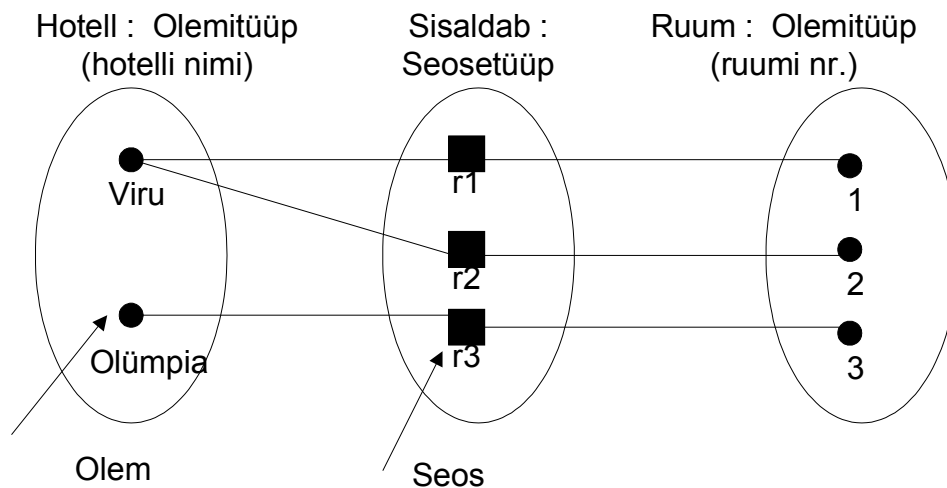 Hotell : Olemitüüp
(hotelli nimi)
Sisaldab :
Seosetüüp
Ruum : Olemitüüp
(ruumi nr.)
Viru
r1
1
r2
2
Olümpia
r3
3
Olem
Seos